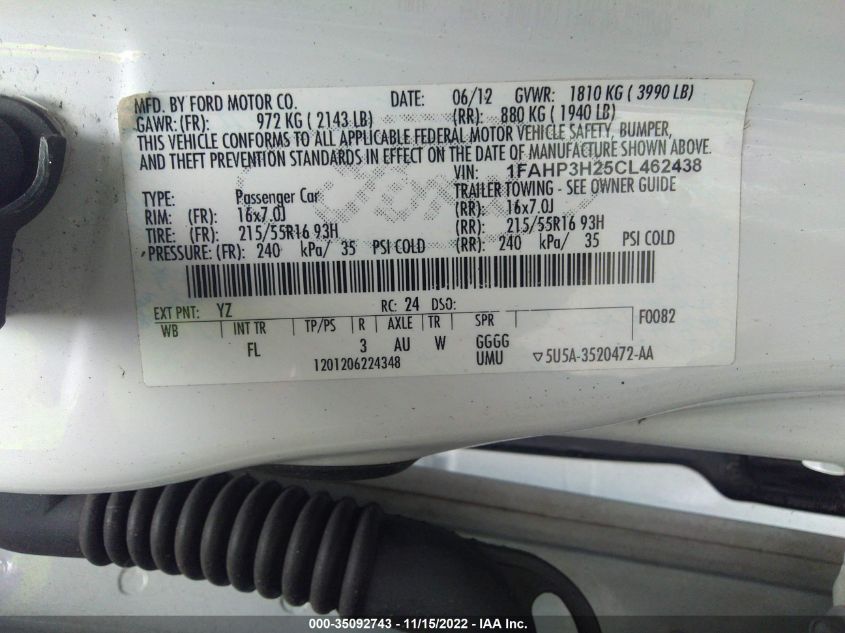 MFD. BY FORD MOTOR CO. DATE: 06/12 GVWR: 1810 KG ( 3990 LB)
GAWR: (FR): 972 KG ( 2143 LB) (RR): 880 KG ( 1940 LB)
THIS VEHICLE CONFORMS TO ALL APPLICABLE FEDERAL MOTOR VEHICLE SAFETY, BUMPER,
AND THEFT PREVENTION STANDARDS IN EFFECT ON THE DATE OF MANUFACTURE SHOWN ABOVE.
VIN: 1FAHP3H25CL462438
TYPE: Passenger Car TRAILER TOWING - SEE OWNER GUIDE
RIM: (FR): 16x7.0J (RR): 16x7.0J
TIRE: (FR): 215/55R16 93H (RR): 215/55R16 93H
PRESSURE: (FR): 240 kPa/ 35 PSI COLD (RR): 240 kPa/ 35 PSI COLD
EXT PNT: YZ RC: 24 DSO: F0082
WB INT TR TP/PS R AXLE TR SPR
FL 3 AU W GGGG
1201206224348 UMU ▽5U5A-3520472-AA
000-35092743 - 11/15/2022 - IAA Inc.